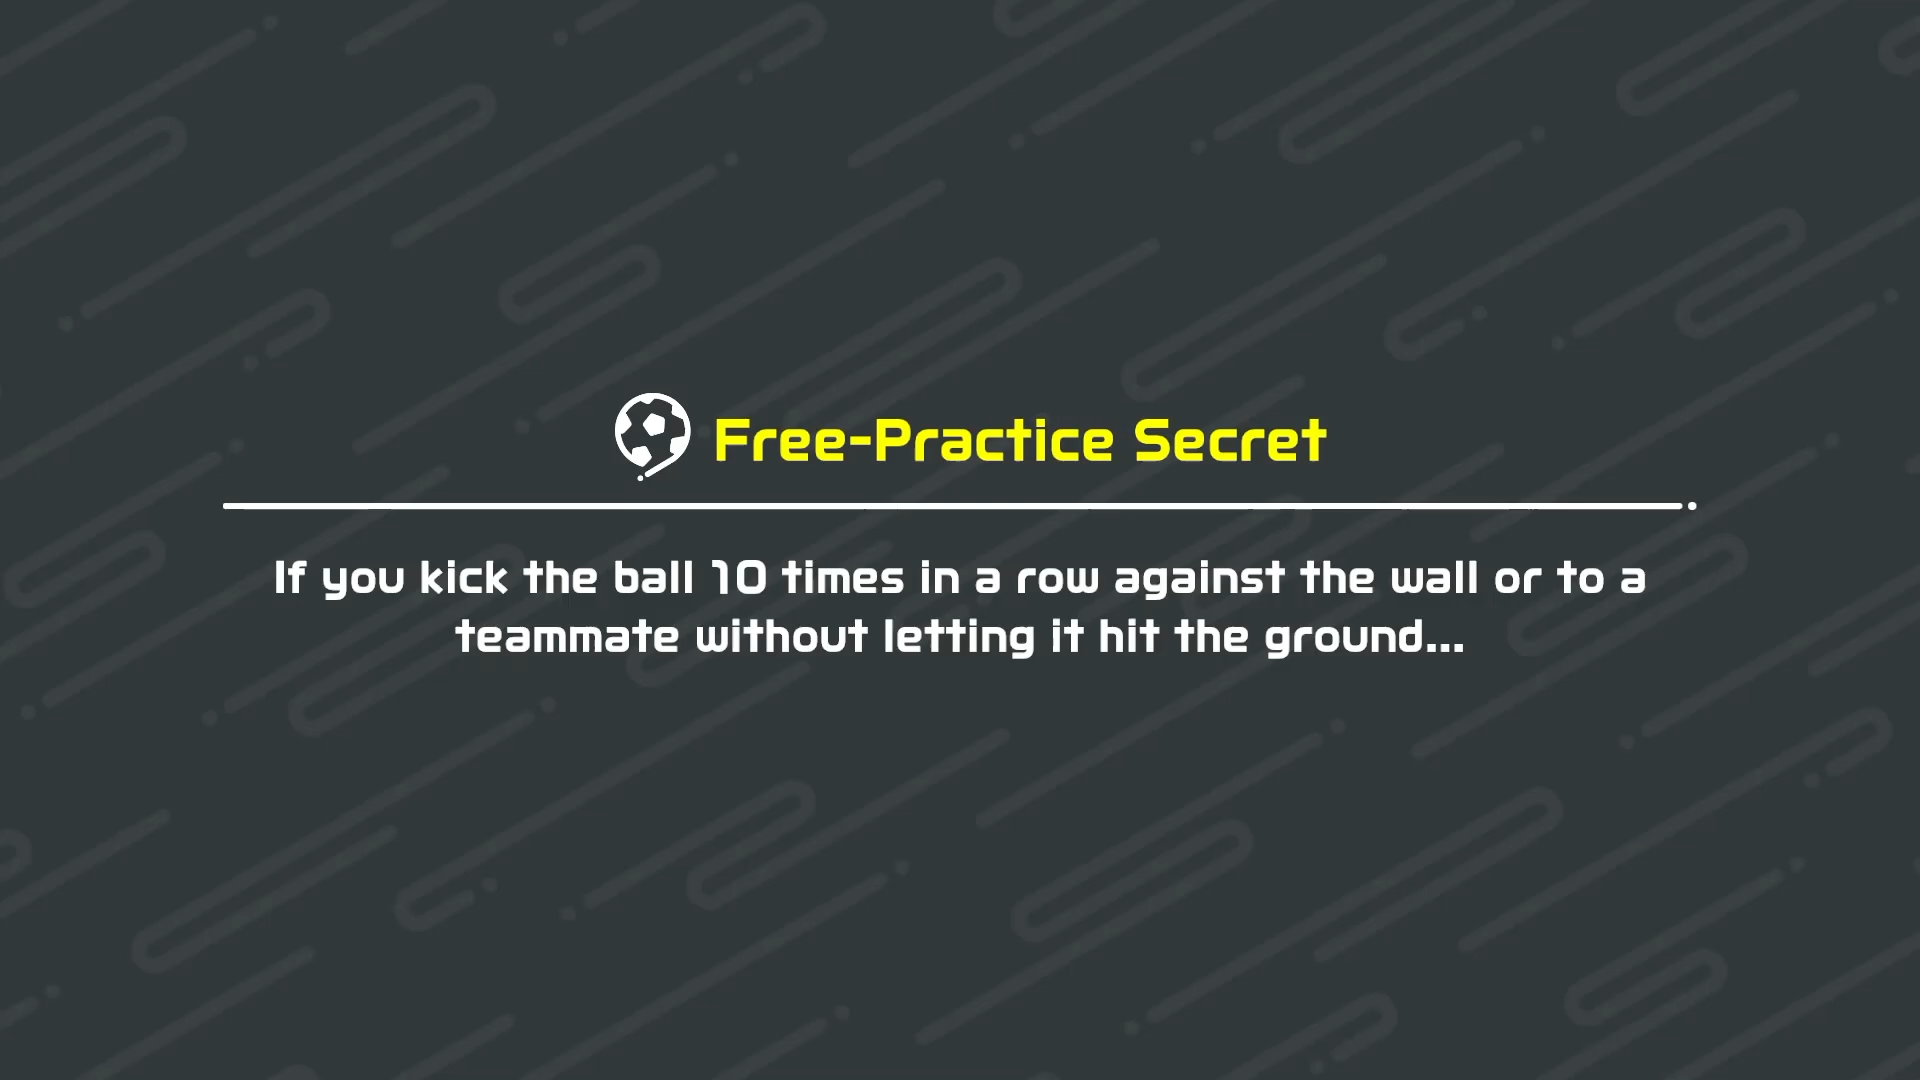 Free-Practice Secret
If you kick the ball 10 times in a row against the wall or to a
teammate without letting it hit the ground...